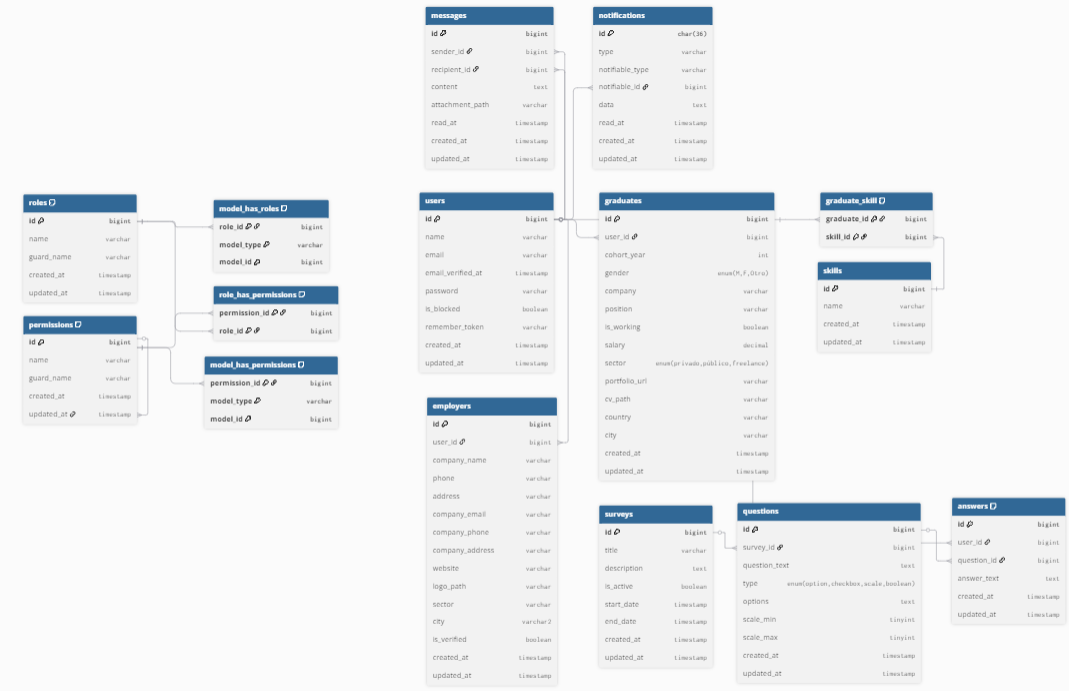 messages
id bigint
sender_id bigint
recipient_id bigint
content text
attachment_path varchar
read_at timestamp
created_at timestamp
updated_at timestamp
notifications
id char(36)
type varchar
notifiable_type varchar
notifiable_id bigint
data text
read_at timestamp
created_at timestamp
updated_at timestamp
roles
id bigint
name varchar
guard_name varchar
created_at timestamp
updated_at timestamp
model_has_roles
role_id bigint
model_type varchar
model_id bigint
users
id bigint
name varchar
email varchar
email_verified_at timestamp
password varchar
is_blocked boolean
remember_token varchar
created_at timestamp
updated_at timestamp
graduates
id bigint
user_id bigint
cohort_year int
gender enum(M,F,Otro)
company varchar
position varchar
is_working boolean
salary decimal
sector enum(privado,público,freelance)
portfolio_url varchar
cv_path varchar
country varchar
city varchar
created_at timestamp
updated_at timestamp
graduate_skill
graduate_id bigint
skill_id bigint
skills
id bigint
name varchar
created_at timestamp
updated_at timestamp
role_has_permissions
permission_id bigint
role_id bigint
permissions
id bigint
name varchar
guard_name varchar
created_at timestamp
updated_at timestamp
model_has_permissions
permission_id bigint
model_type varchar
model_id bigint
employers
id bigint
user_id bigint
company_name varchar
phone varchar
address varchar
company_email varchar
company_phone varchar
company_address varchar
website varchar
logo_path varchar
sector varchar
city varchar2
is_verified boolean
created_at timestamp
updated_at timestamp
surveys
id bigint
title varchar
description text
is_active boolean
start_date timestamp
end_date timestamp
created_at timestamp
updated_at timestamp
questions
id bigint
survey_id bigint
question_text text
type enum(option,checkbox,scale,boolean)
options text
scale_min tinyint
scale_max tinyint
created_at timestamp
updated_at timestamp
answers
id bigint
user_id bigint
question_id bigint
answer_text text
created_at timestamp
updated_at timestamp